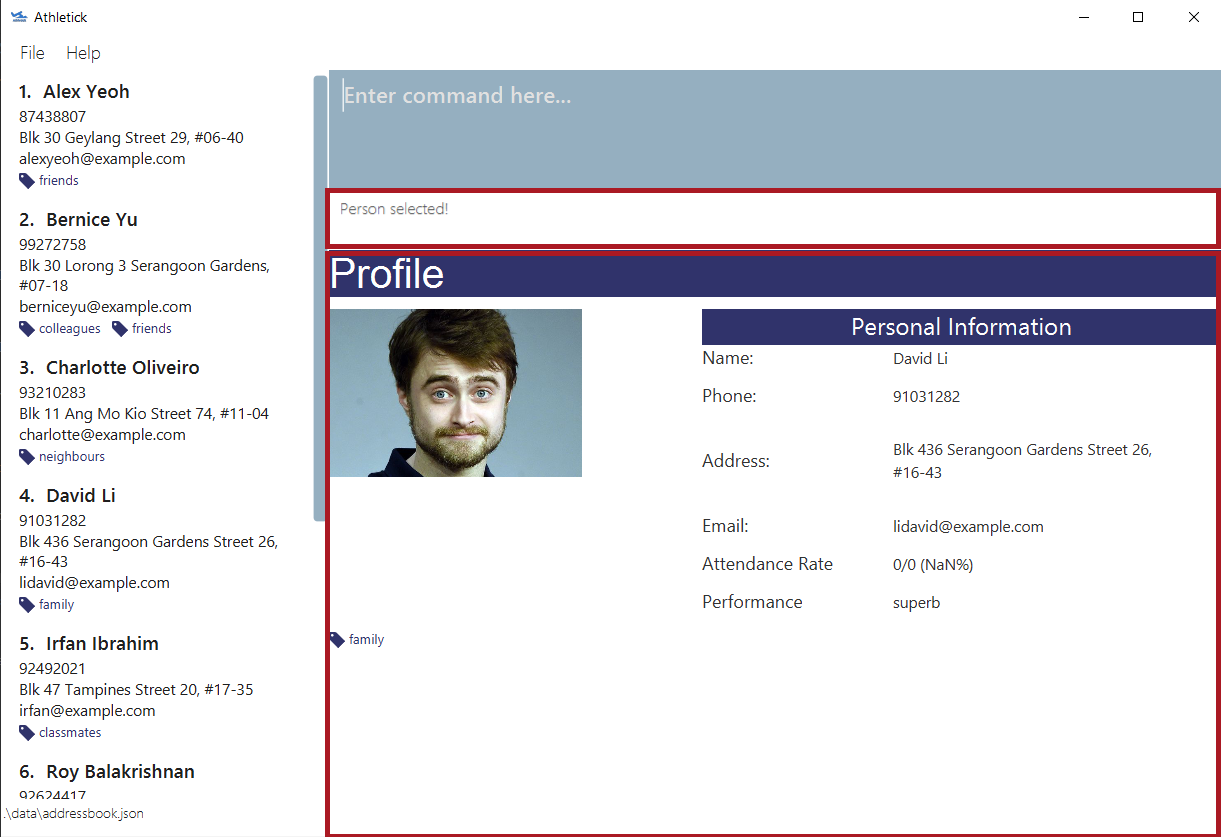 Athletick
File Help
1. Alex Yeoh
87438807
Blk 30 Geylang Street 29, #06-40
alexyeoh@example.com
friends
2. Bernice Yu
99272758
Blk 30 Lorong 3 Serangoon Gardens,
#07-18
berniceyu@example.com
colleagues friends
3. Charlotte Oliveiro
93210283
Blk 11 Ang Mo Kio Street 74, #11-04
charlotte@example.com
neighbours
4. David Li
91031282
Blk 436 Serangoon Gardens Street 26,
#16-43
lidavid@example.com
family
5. Irfan Ibrahim
92492021
Blk 47 Tampines Street 20, #17-35
irfan@example.com
classmates
6. Roy Balakrishnan
92624417
.\data\addressbook.json
Enter command here...
Person selected!
Profile
Personal Information
Name: David Li
Phone: 91031282
Address: Blk 436 Serangoon Gardens Street 26,
#16-43
Email: lidavid@example.com
Attendance Rate 0/0 (NaN%)
Performance superb
family